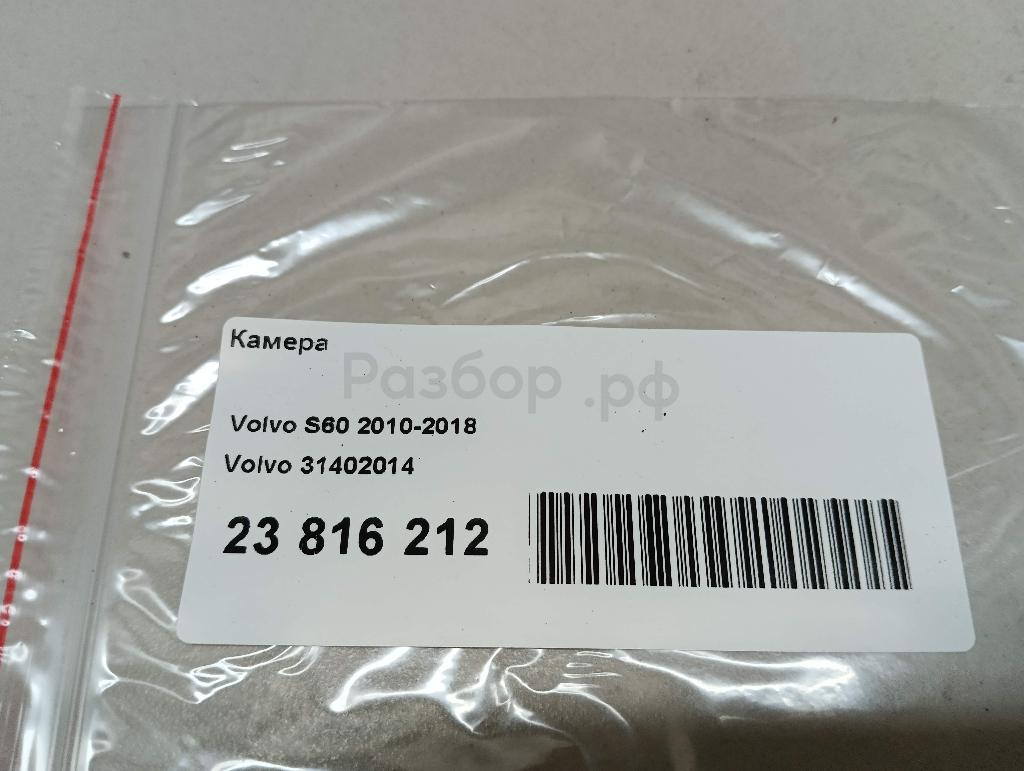 Камера
Разбор.рф
Volvo S60 2010-2018
Volvo 31402014
23 816 212